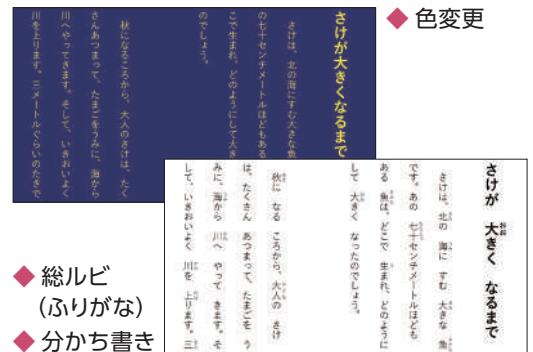 ◆ 色変更
さけが大きくなるまで
さけは、北の海にすむ大きな魚
の七十センチメートルほどもある
こで生まれ、どのようにして大き
のでしょう。
秋になるころから、大人のさけは、たく
さんあつまって、たまごをうみに、海から
川へやってきます。そして、いきおいよく
川を上ります。三メートルぐらいのたきで
さけが 大きく なるまで
さけは、北の 海に すむ 大きな 魚
です。あの 七十センチメートルほども
ある 魚は、どこで 生まれ、どのように
して 大きく なったのでしょう。
秋に なる ころから、大人の さけ
は、たくさん あつまって、たまごを う
みに、海から 川へ やって きます。そ
して、いきおいよく 川を 上ります。三
◆ 総ルビ
(ふりがな)
◆ 分かち書き